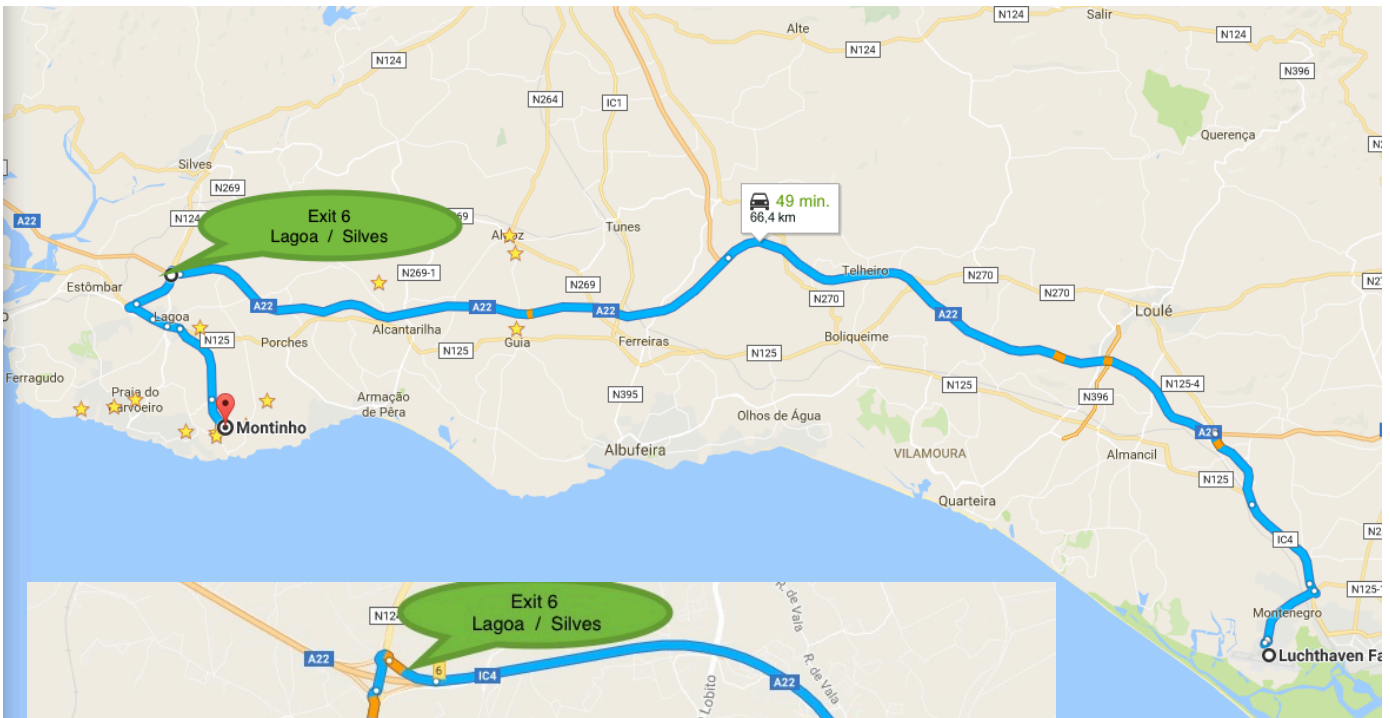 N124
Salir
Alte
N124
N124
N124
N396
N264
IC1
Querença
Silves
N269
A22
N124
Exit 6
Lagoa / Silves
49 min.
66,4 km
Tunes
N269-1
Telheiro
N270
Estômbar
N269
N270
N270
A22
A22
A22
A22
Loulé
Lagoa
Alcantarilha
N125
Porches
N125
Guia
Ferreiras
Boliqueime
N125
N125
N125-4
Ferragudo
Praia do
Carvoeiro
Armação
de Pêra
N395
N396
Olhos de Água
Montinho
Albufeira
VILAMOURA
Almancil
N125
Quarteira
IC4
Montenegro
Luchthaven Fa
Exit 6
Lagoa / Silves
R. de Vala
A22
6
IC4
A22
R. de Vala
Lobito